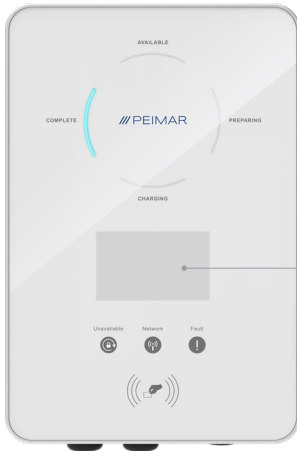 AVAILABLE
COMPLETE
PEIMAR
PREPARING
CHARGING
Unavailable
Network
Fault